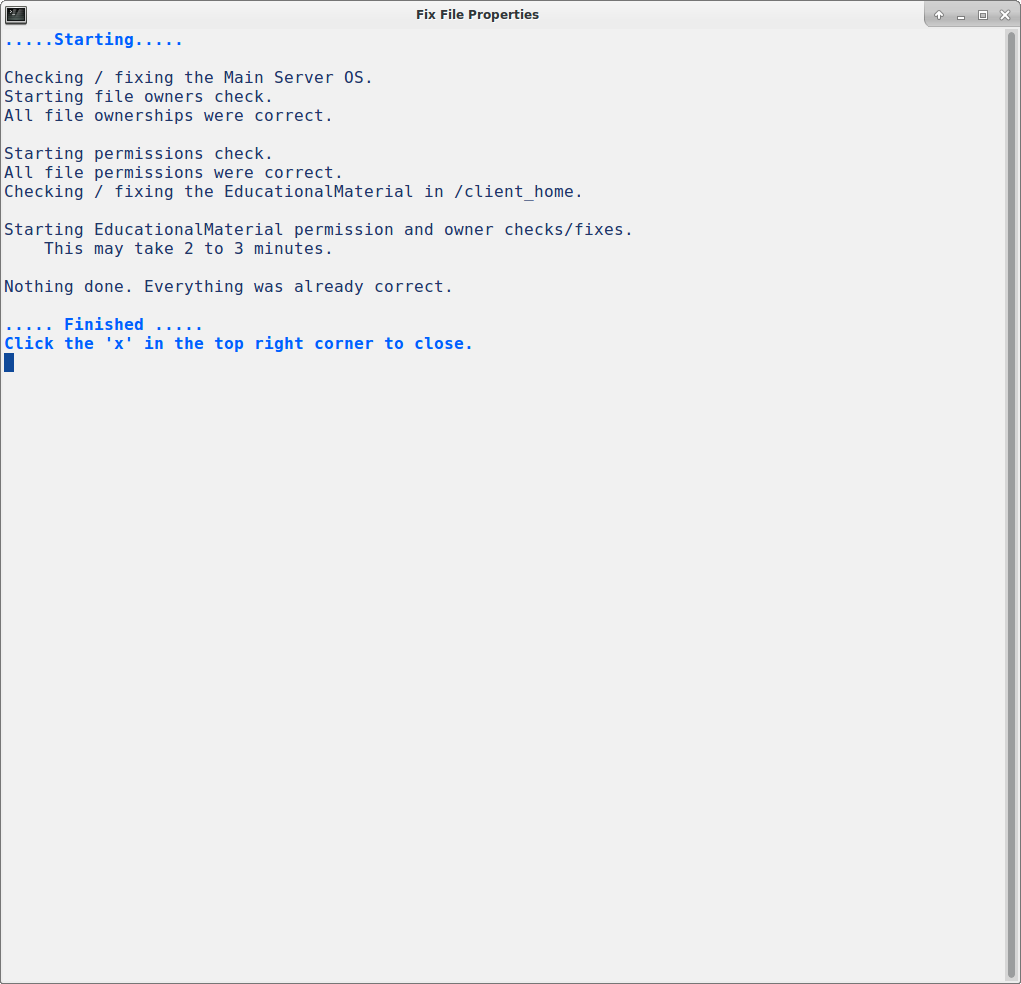 Fix File Properties
.....Starting.....
Checking / fixing the Main Server OS.
Starting file owners check.
All file ownerships were correct.
Starting permissions check.
All file permissions were correct.
Checking / fixing the EducationalMaterial in /client_home.
Starting EducationalMaterial permission and owner checks/fixes.
    This may take 2 to 3 minutes.
Nothing done. Everything was already correct.
..... Finished .....
Click the 'x' in the top right corner to close.